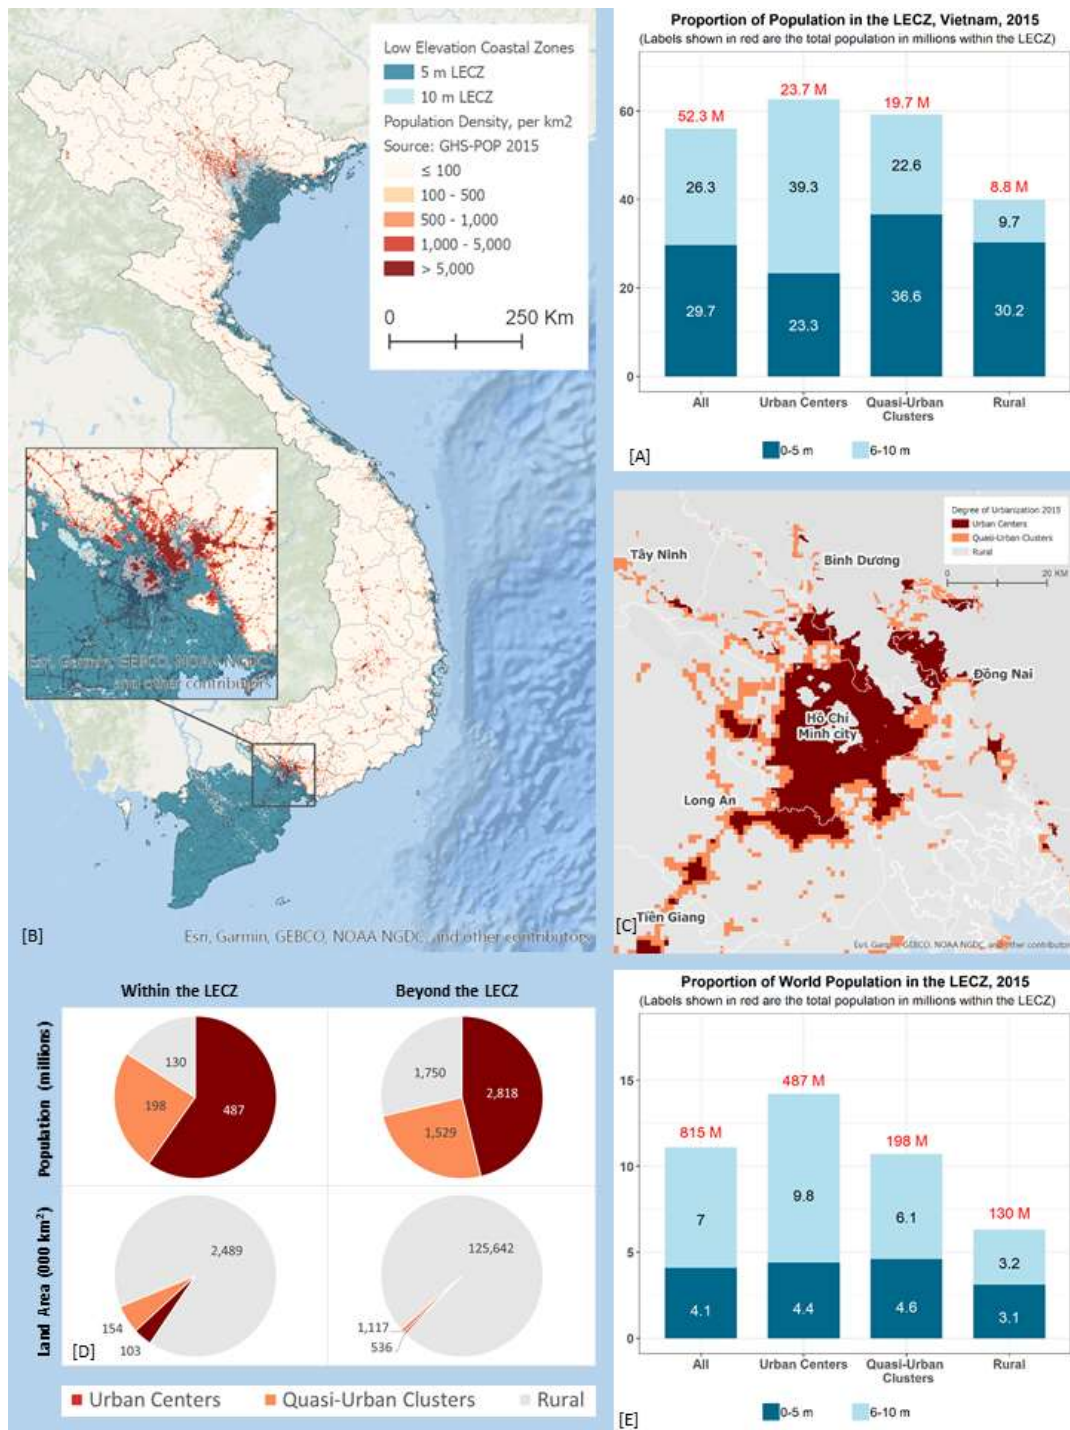 Low Elevation Coastal Zones
5 m LECZ
10 m LECZ
Population Density, per km2
Source: GHS-POP 2015
≤ 100
100 - 500
500 - 1,000
1,000 - 5,000
> 5,000
0 250 Km
Esri, Garmin, GEBCO, NOAA NGDC,
and other contributors
[B]
Esri, Garmin, GEBCO, NOAA NGDC, and other contributors
Proportion of Population in the LECZ, Vietnam, 2015
(Labels shown in red are the total population in millions within the LECZ)
60
40
20
0
52.3 M
23.7 M
19.7 M
8.8 M
26.3
39.3
22.6
9.7
29.7
23.3
36.6
30.2
All
Urban Centers
Quasi-Urban
Clusters
Rural
0-5 m
6-10 m
[A]
Degree of Urbanization 2015
Urban Centers
Quasi-Urban Clusters
Rural
0 20 KM
Tây Ninh
Bình Dương
Đồng Nai
Hồ Chí
Minh city
Long An
Tiền Giang
[C]
Esri, Garmin, GEBCO, NOAA NGDC, and other contributors
Within the LECZ
Beyond the LECZ
Population (millions)
130
198
487
1,750
1,529
2,818
Land Area (000 km²)
2,489
154
103
125,642
1,117
536
[D]
Urban Centers
Quasi-Urban Clusters
Rural
Proportion of World Population in the LECZ, 2015
(Labels shown in red are the total population in millions within the LECZ)
15
10
5
0
815 M
487 M
198 M
130 M
7
9.8
6.1
3.2
4.1
4.4
4.6
3.1
All
Urban Centers
Quasi-Urban
Clusters
Rural
0-5 m
6-10 m
[E]